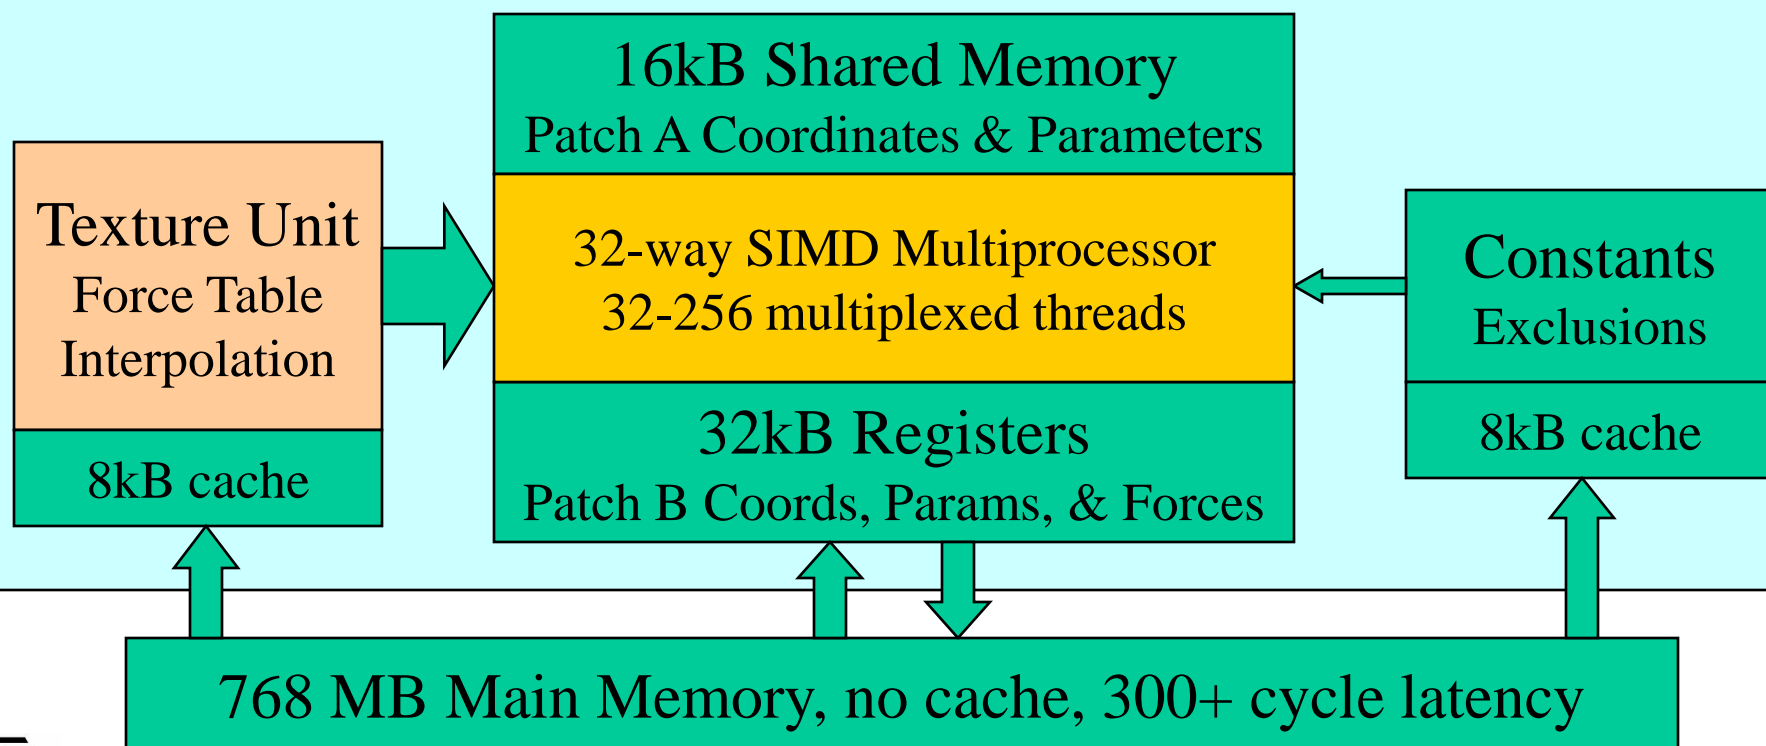 16kB Shared Memory
Patch A Coordinates & Parameters
Texture Unit
Force Table
Interpolation
8kB cache
32-way SIMD Multiprocessor
32-256 multiplexed threads
32kB Registers
Patch B Coords, Params, & Forces
Constants
Exclusions
8kB cache
768 MB Main Memory, no cache, 300+ cycle latency